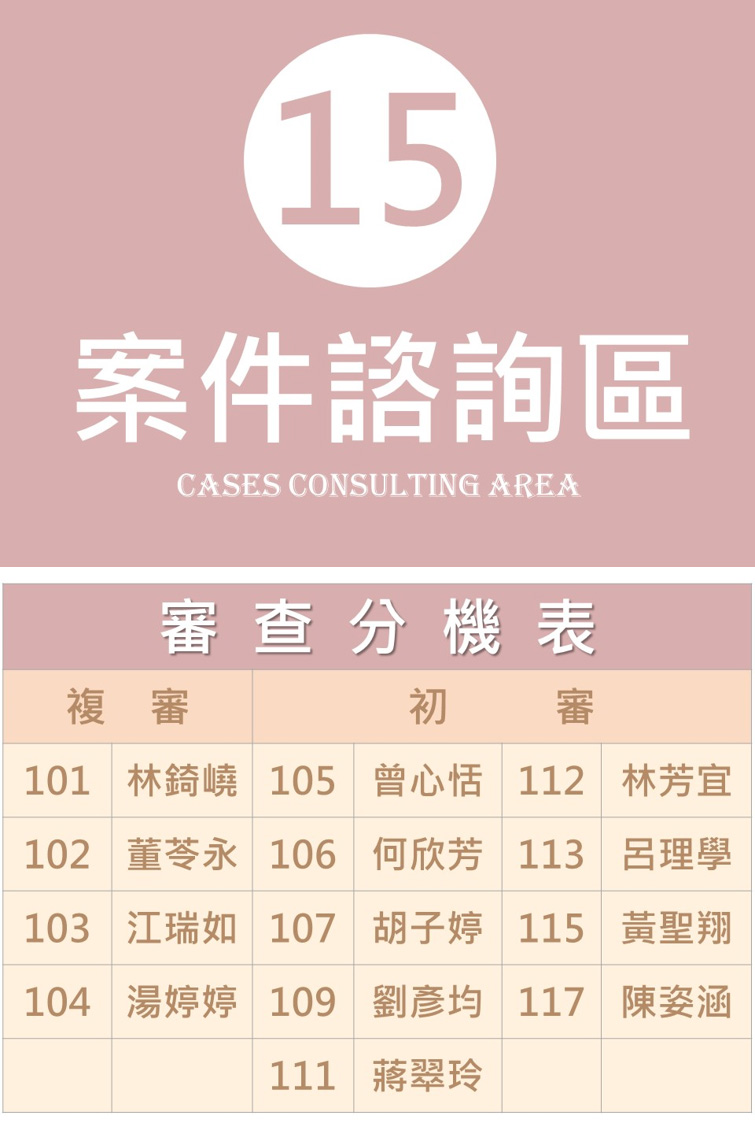 15
案件諮詢區
CASES CONSULTING AREA
審查分機表
複審 初審
101 林錡嶢 105 曾心恬 112 林芳宜
102 董苓永 106 何欣芳 113 呂理學
103 江瑞如 107 胡子婷 115 黃聖翔
104 湯婷婷 109 劉彥均 117 陳姿涵
111 蔣翠玲